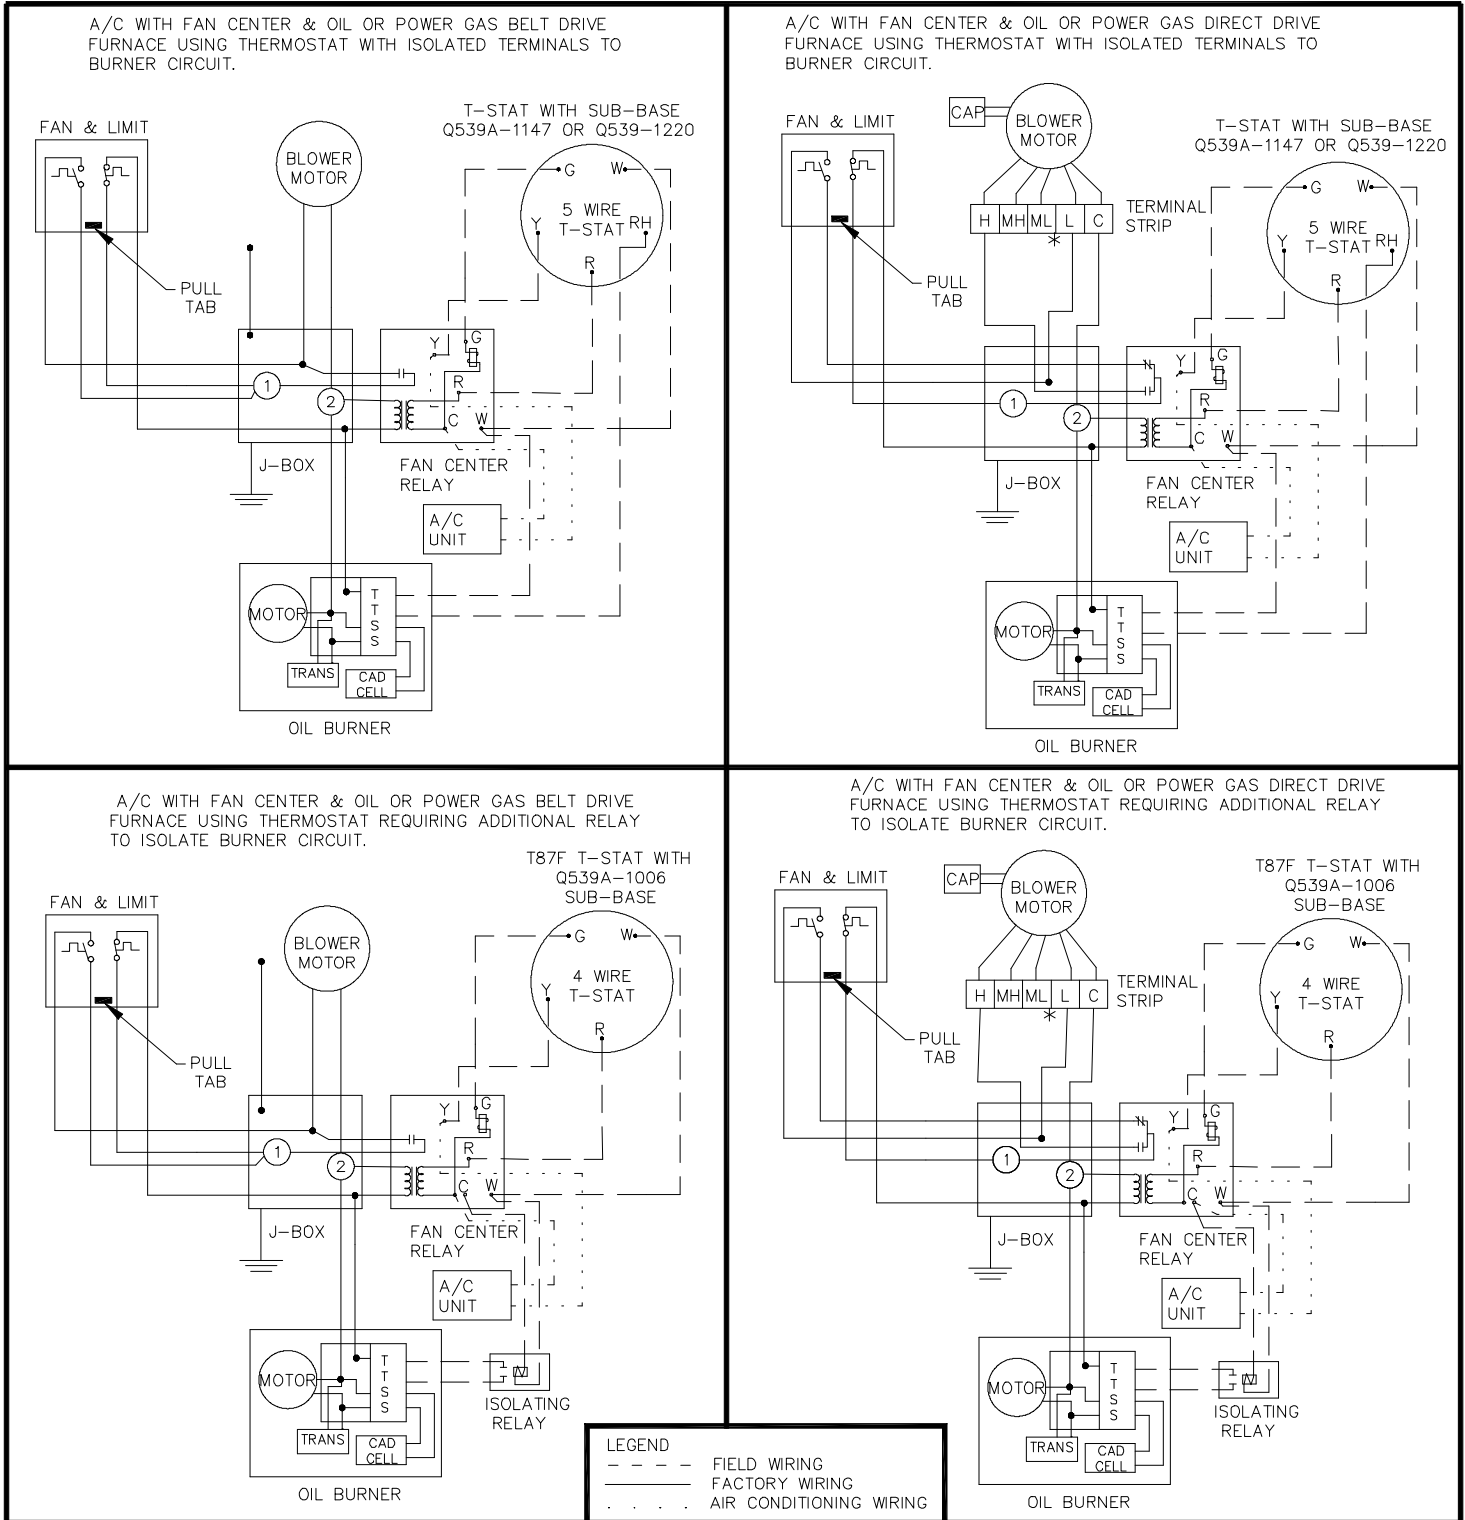 A/C WITH FAN CENTER & OIL OR POWER GAS BELT DRIVE
FURNACE USING THERMOSTAT WITH ISOLATED TERMINALS TO
BURNER CIRCUIT.
T-STAT WITH SUB-BASE
Q539A-1147 OR Q539-1220
FAN & LIMIT
BLOWER
MOTOR
G
W
5 WIRE
T-STAT
Y
RH
R
PULL
TAB
Y
G
R
1
2
C
W
J-BOX
FAN CENTER
RELAY
A/C
UNIT
MOTOR
T
T
S
S
TRANS
CAD
CELL
OIL BURNER
A/C WITH FAN CENTER & OIL OR POWER GAS DIRECT DRIVE
FURNACE USING THERMOSTAT WITH ISOLATED TERMINALS TO
BURNER CIRCUIT.
CAP
BLOWER
MOTOR
FAN & LIMIT
T-STAT WITH SUB-BASE
Q539A-1147 OR Q539-1220
G
W
H MH ML L C
*
TERMINAL
STRIP
5 WIRE
T-STAT
Y
RH
R
PULL
TAB
Y
G
R
1
2
C
W
J-BOX
FAN CENTER
RELAY
A/C
UNIT
MOTOR
T
T
S
S
TRANS
CAD
CELL
OIL BURNER
A/C WITH FAN CENTER & OIL OR POWER GAS BELT DRIVE
FURNACE USING THERMOSTAT REQUIRING ADDITIONAL RELAY
TO ISOLATE BURNER CIRCUIT.
T87F T-STAT WITH
Q539A-1006
SUB-BASE
FAN & LIMIT
BLOWER
MOTOR
G
W
4 WIRE
T-STAT
Y
R
PULL
TAB
Y
G
R
1
2
C
W
J-BOX
FAN CENTER
RELAY
A/C
UNIT
MOTOR
T
T
S
S
TRANS
CAD
CELL
ISOLATING
RELAY
OIL BURNER
A/C WITH FAN CENTER & OIL OR POWER GAS DIRECT DRIVE
FURNACE USING THERMOSTAT REQUIRING ADDITIONAL RELAY
TO ISOLATE BURNER CIRCUIT.
T87F T-STAT WITH
Q539A-1006
SUB-BASE
FAN & LIMIT
CAP
BLOWER
MOTOR
G
W
H MH ML L C
*
TERMINAL
STRIP
4 WIRE
T-STAT
Y
R
PULL
TAB
Y
G
R
1
2
C
W
J-BOX
FAN CENTER
RELAY
A/C
UNIT
MOTOR
T
T
S
S
TRANS
CAD
CELL
ISOLATING
RELAY
OIL BURNER
LEGEND
FIELD WIRING
FACTORY WIRING
AIR CONDITIONING WIRING